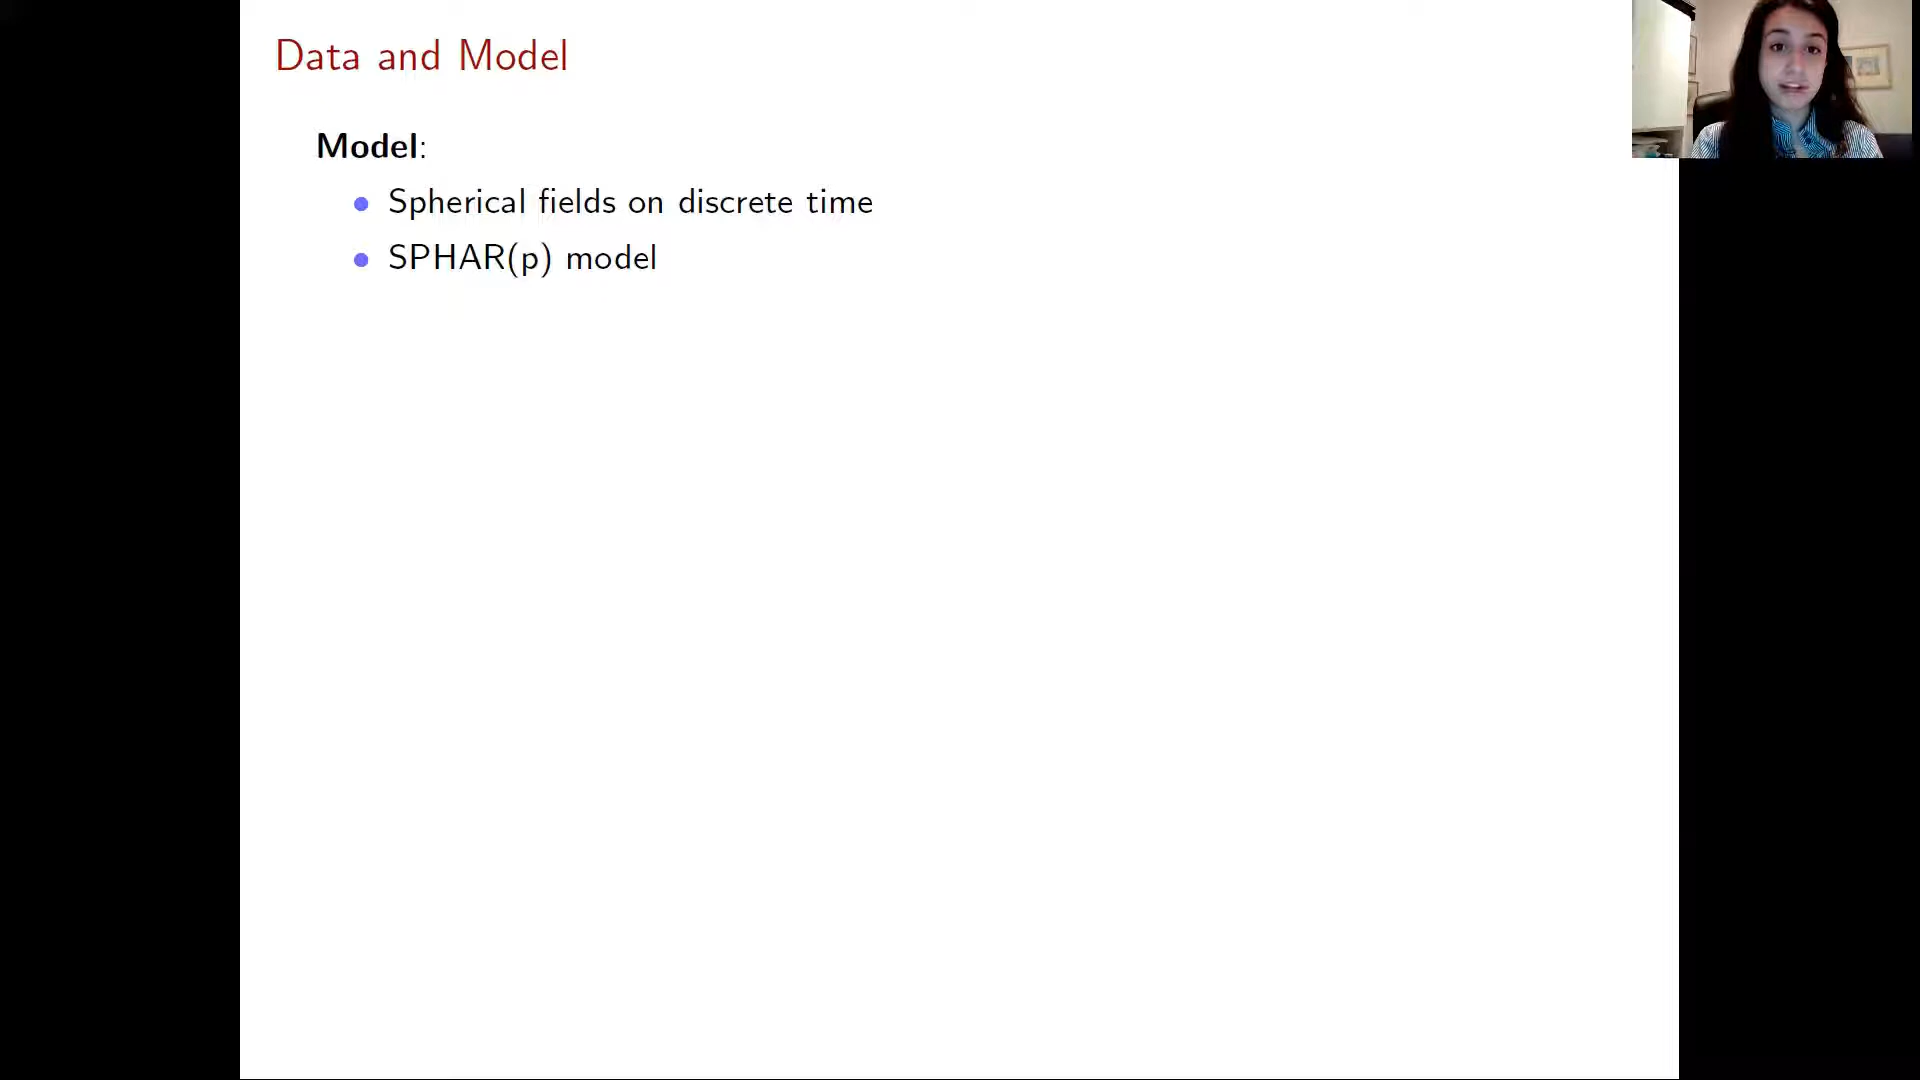 Data and Model
Model:
Spherical fields on discrete time
SPHAR(p) model